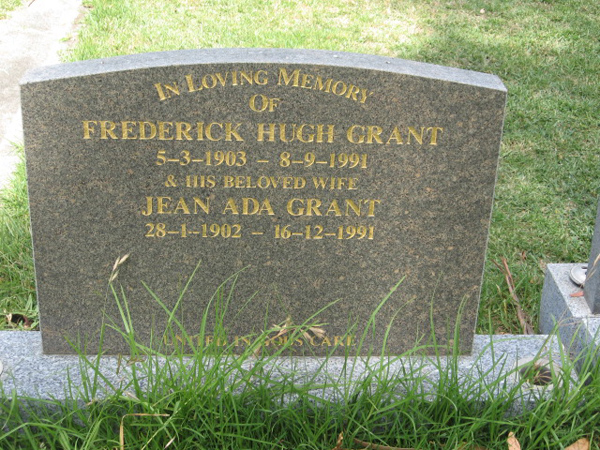 IN LOVING MEMORY
OF
FREDERICK HUGH GRANT
5-3-1903 – 8-9-1991
& HIS BELOVED WIFE
JEAN ADA GRANT
28-1-1902 – 16-12-1991
UNITED IN GODS CARE